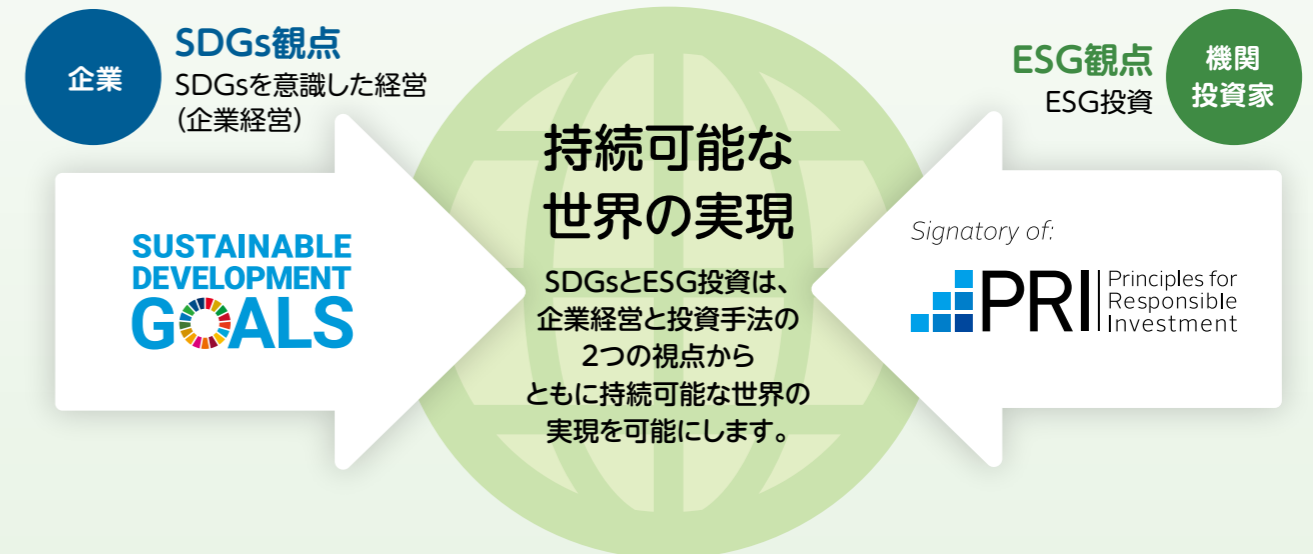 企業
SDGs観点
SDGsを意識した経営
（企業経営）
SUSTAINABLE
DEVELOPMENT
GOALS
持続可能な
世界の実現
SDGsとESG投資は、
企業経営と投資手法の
2つの視点から
ともに持続可能な世界の
実現を可能にします。
ESG観点
ESG投資
機関
投資家
Signatory of:
PRI
Principles for
Responsible
Investment